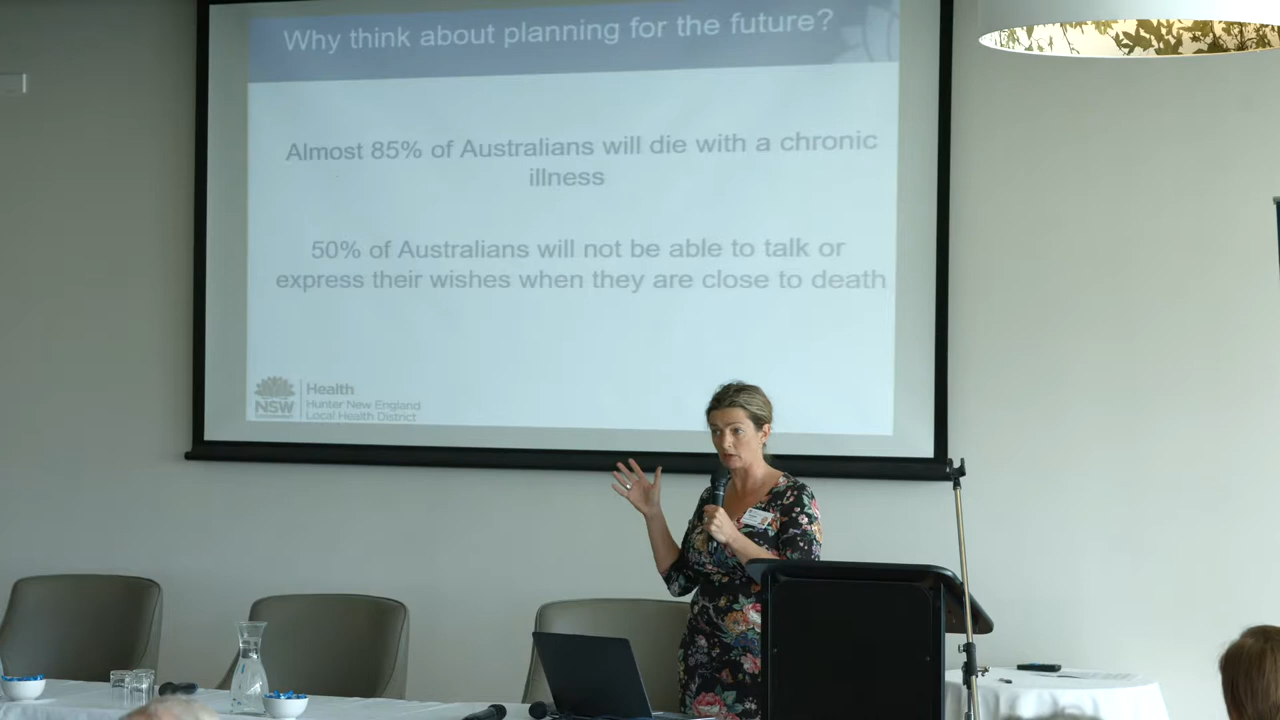 Why think about planning for the future?
Almost 85% of Australians will die with a chronic
illness
50% of Australians will not be able to talk or
express their wishes when they are close to death
NSW
Health
Hunter New England
Local Health District